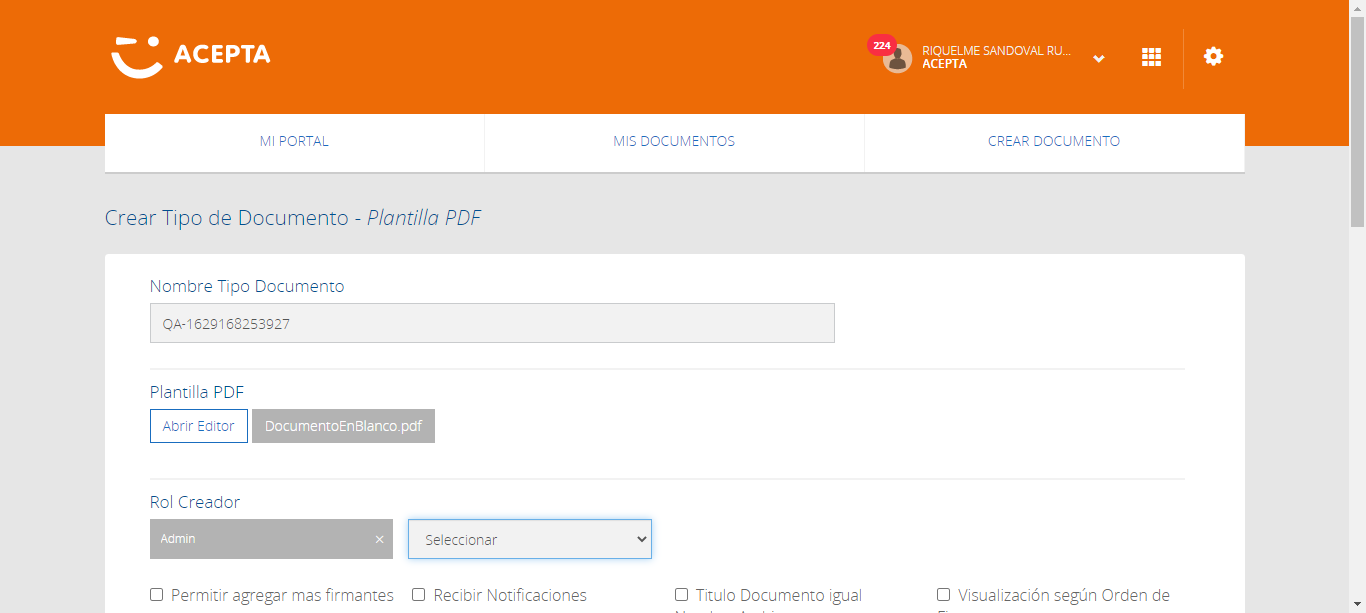 ACEPTA
224
RIQUELME SANDOVAL RU...
ACEPTA
MI PORTAL
MIS DOCUMENTOS
CREAR DOCUMENTO
Crear Tipo de Documento - Plantilla PDF
Nombre Tipo Documento
QA-1629168253927
Plantilla PDF
Abrir Editor
DocumentoEnBlanco.pdf
Rol Creador
Admin ×
Seleccionar
Permitir agregar mas firmantes
Recibir Notificaciones
Titulo Documento igual
Visualización según Orden de